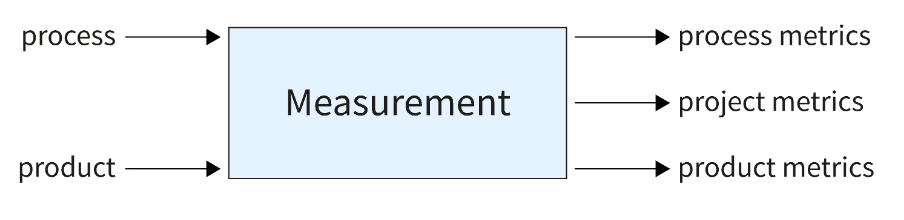 process
product
Measurement
process metrics
project metrics
product metrics